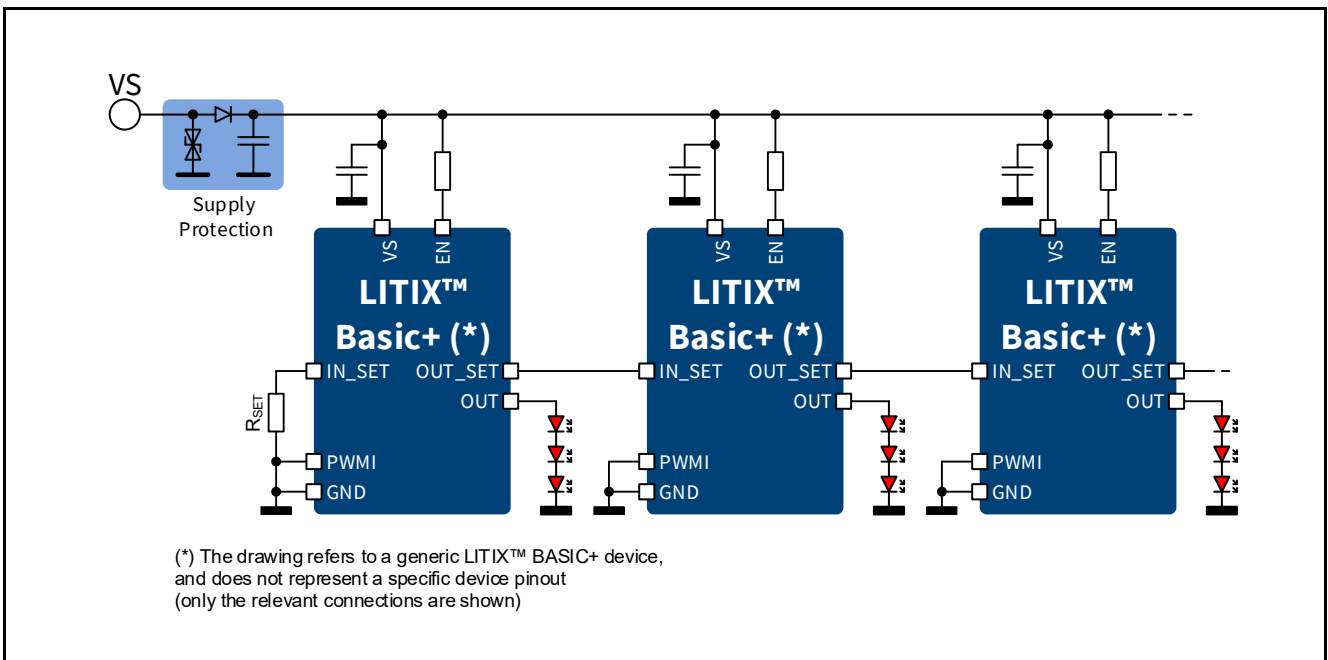 VS
Supply
Protection
VS
EN
LITIX™
Basic+ (*)
IN_SET
OUT_SET
OUT
RSET
PWMI
GND
VS
EN
LITIX™
Basic+ (*)
IN_SET
OUT_SET
OUT
PWMI
GND
VS
EN
LITIX™
Basic+ (*)
IN_SET
OUT_SET
OUT
PWMI
GND
(*) The drawing refers to a generic LITIX™ BASIC+ device,
and does not represent a specific device pinout
(only the relevant connections are shown)